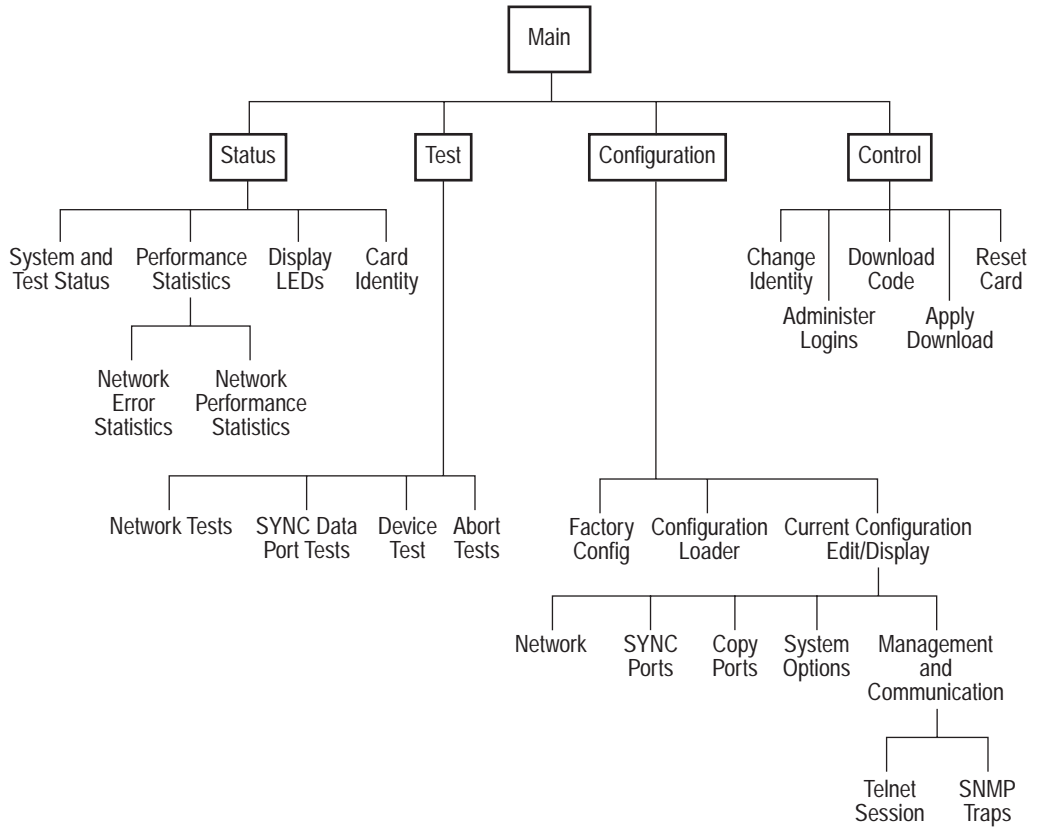 Main
Status
Test
Configuration
Control
System and
Test Status
Performance
Statistics
Display
LEDs
Card
Identity
Change
Identity
Download
Code
Reset
Card
Administer
Logins
Apply
Download
Network
Error
Statistics
Network
Performance
Statistics
Network Tests
SYNC Data
Port Tests
Device
Test
Abort
Tests
Factory
Config
Configuration
Loader
Current Configuration
Edit/Display
Network
SYNC
Ports
Copy
Ports
System
Options
Management
and
Communication
Telnet
Session
SNMP
Traps